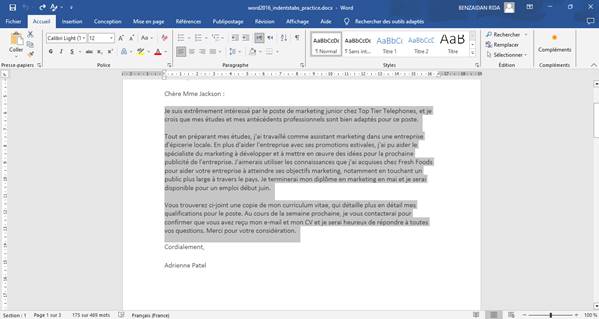 word2016_indentstabs_practice.docx - Word
BENZAIDAN RIDA
Fichier Accueil Insertion Dessin Conception Mise en page Références Publipostage Révision Affichage Aide Rechercher des outils adaptés
Coller
Calibri Light (T 12
Presse-papiers
Police
Paragraphe
AaBbCcDc AaBbCcDc AaBbCc AaBbCcC AaB
¶ Normal ¶ Sans int... Titre 1 Titre 2 Titre
Styles
Rechercher
Remplacer
Sélectionner
Édition
Compléments
Compléments
Chère Mme Jackson :
Je suis extrêmement intéressé par le poste de marketing junior chez Top Tier Telephones, et je
crois que mes études et mes antécédents professionnels sont bien adaptés pour ce poste.
Tout en préparant mes études, j'ai travaillé comme assistant marketing dans une entreprise
d'épicerie locale. En plus d'aider l'entreprise avec ses promotions estivales, j'ai pu aider le
spécialiste du marketing à développer et à mettre en œuvre des idées pour la prochaine
publicité de l'entreprise. J'aimerais utiliser les connaissances que j'ai acquises chez Fresh Foods
pour aider votre entreprise à atteindre ses objectifs marketing, notamment en touchant un
public plus large à travers le pays. Je terminerai mon diplôme en marketing en mai et je serai
disponible pour un emploi début juin.
Vous trouverez ci-joint une copie de mon curriculum vitae, qui détaille plus en détail mes
qualifications pour le poste. Au cours de la semaine prochaine, je vous contacterai pour
confirmer que vous avez reçu mon e-mail et mon CV et je serai heureux de répondre à toutes
vos questions. Merci pour votre considération.
Cordialement,
Adrienne Patel
Section : 1 Page 1 sur 3 175 sur 469 mots Français (France) 100 %